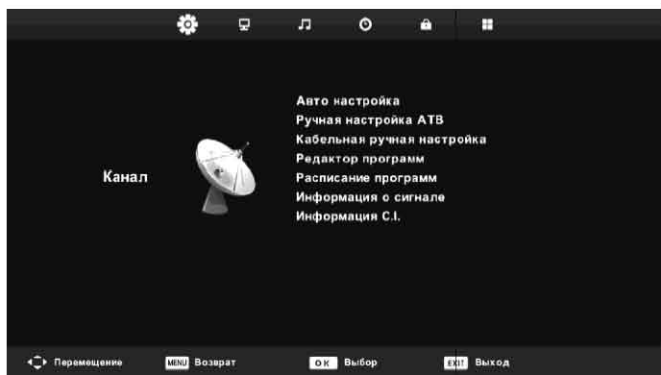 Авто настройка
Ручная настройка АТВ
Кабельная ручная настройка
Редактор программ
Канал
Расписание программ
Информация о сигнале
Информация C.I.
Перемещение MENU Возврат OK Выбор EXIT Выход